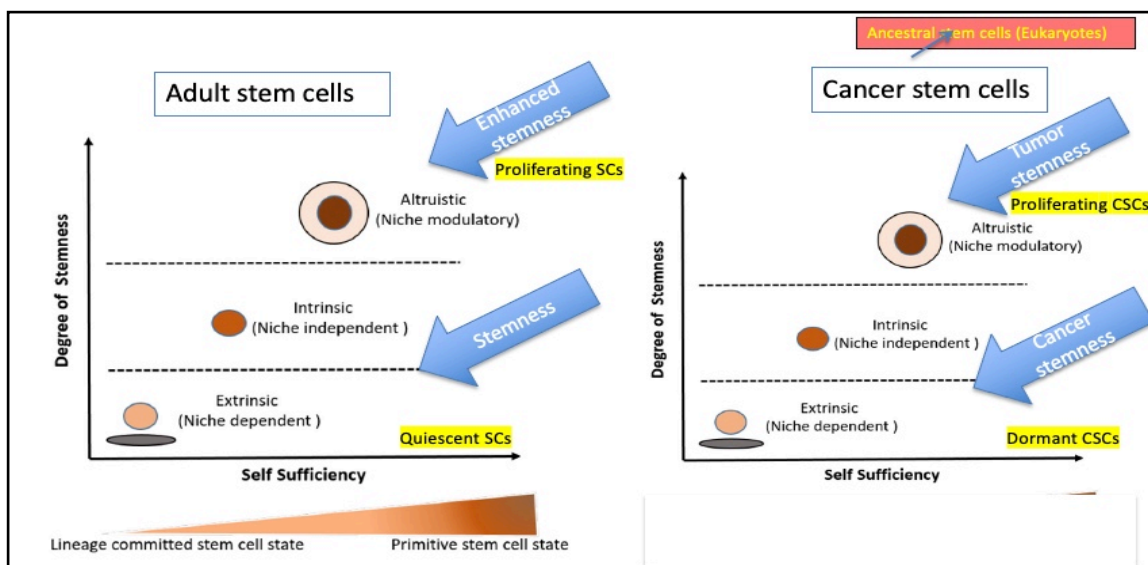 Ancestral stem cells (Eukaryotes)
Adult stem cells
Enhanced
stemness
Proliferating SCs
Altruistic
(Niche modulatory)
Intrinsic
(Niche independent )
Stemness
Extrinsic
(Niche dependent )
Quiescent SCs
Degree of Stemness
Self Sufficiency
Lineage committed stem cell state
Primitive stem cell state
Cancer stem cells
Tumor
stemness
Proliferating CSCs
Altruistic
(Niche modulatory)
Intrinsic
(Niche independent )
Cancer
stemness
Extrinsic
(Niche dependent )
Dormant CSCs
Degree of Stemness
Self Sufficiency